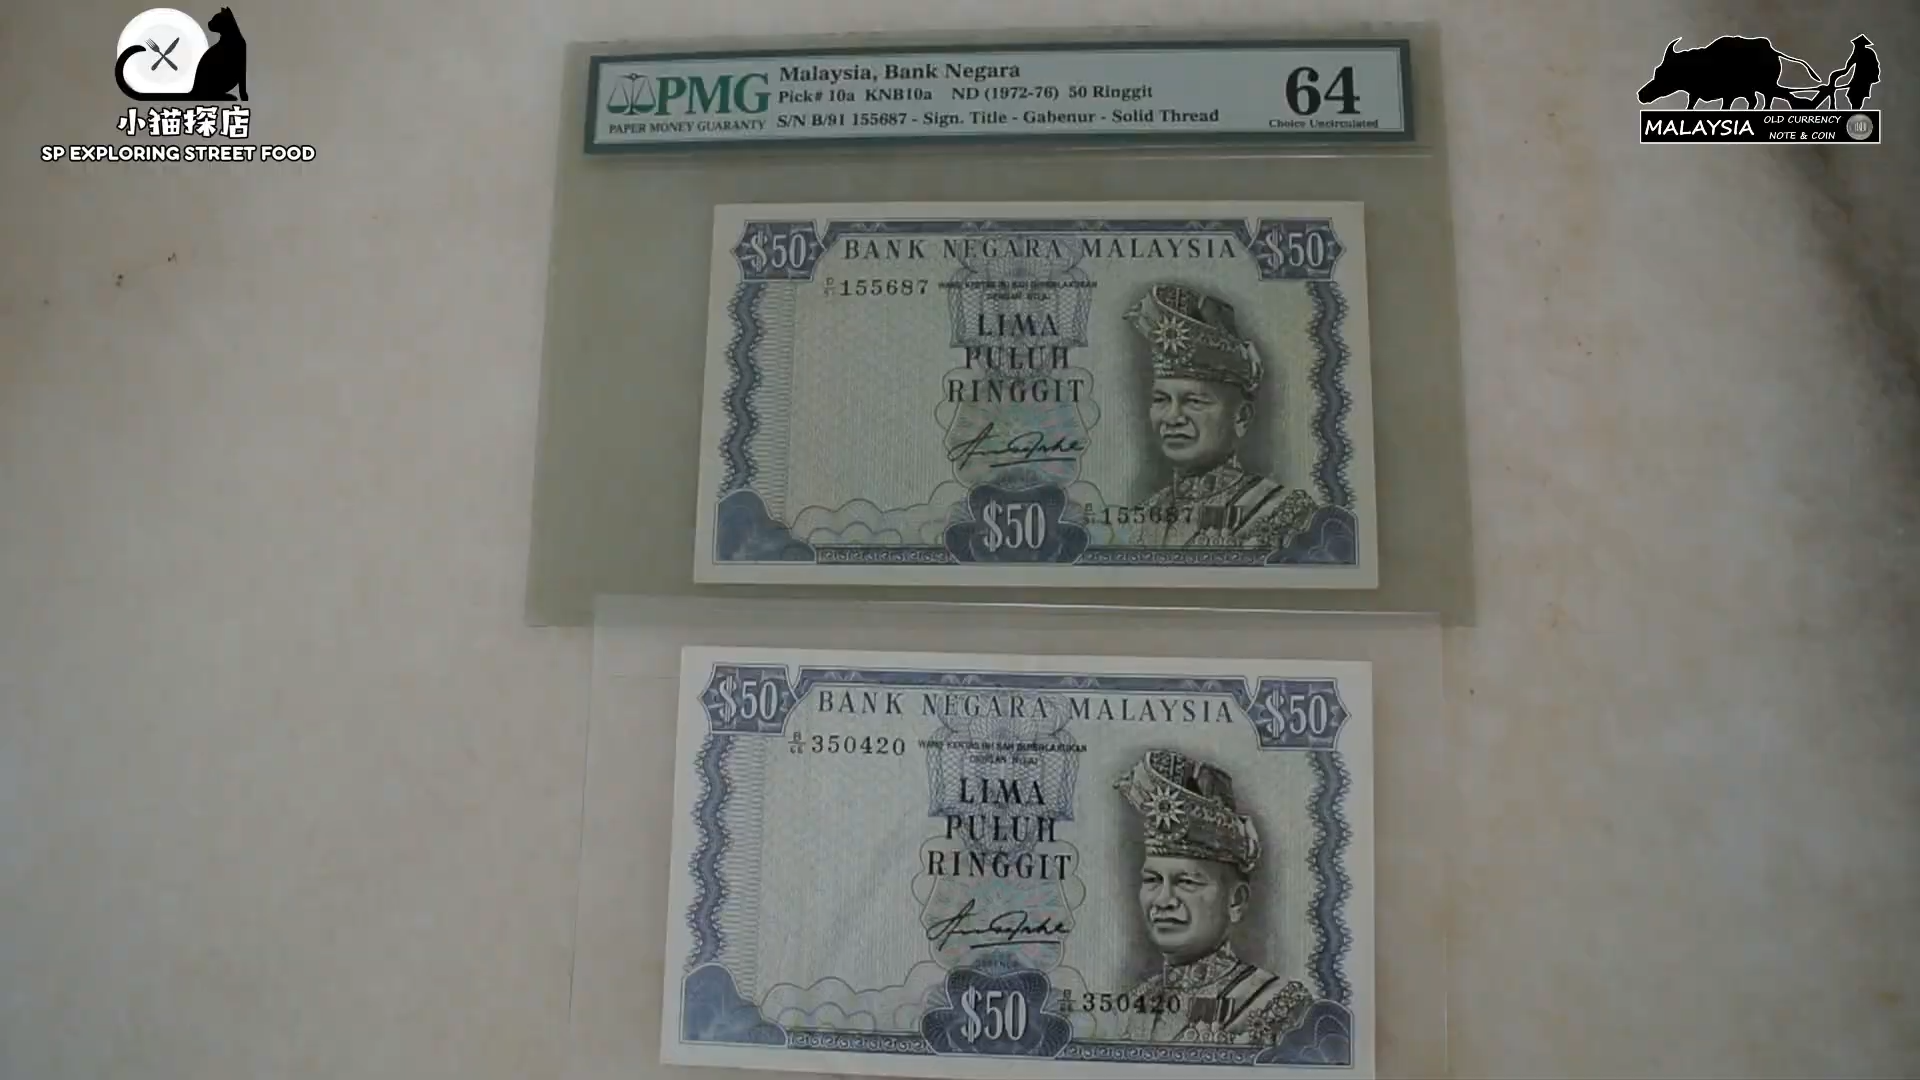 小猫探店
SP EXPLORING STREET FOOD
MALAYSIA OLD CURRENCY NOTE & COIN
PMG
PAPER MONEY GUARANTY
Malaysia, Bank Negara
Pick# 10a KNB10a ND (1972-76) 50 Ringgit
S/N B/91 155687 - Sign. Title - Gabenur - Solid Thread
64
Choice Uncirculated
$50 BANK NEGARA MALAYSIA $50
155687
LIMA
PULUH
RINGGIT
$50
155687
$50 BANK NEGARA MALAYSIA $50
B/66 350420
LIMA
PULUH
RINGGIT
$50
350420